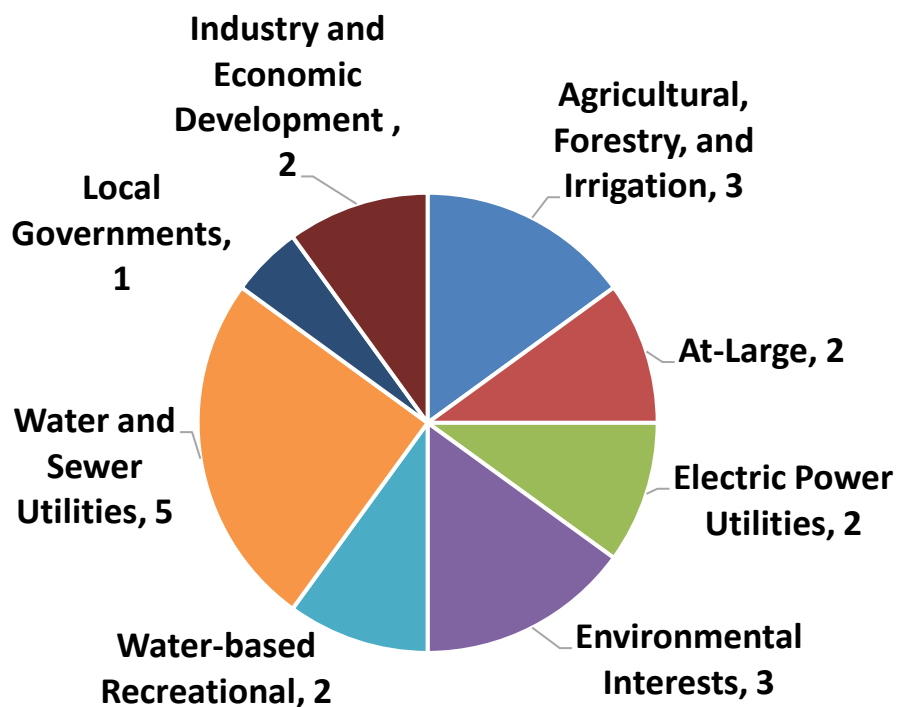 Industry and
Economic
Development ,
2
Agricultural,
Forestry, and
Irrigation, 3
Local
Governments,
1
At-Large, 2
Water and
Sewer
Utilities, 5
Electric Power
Utilities, 2
Water-based
Recreational, 2
Environmental
Interests, 3